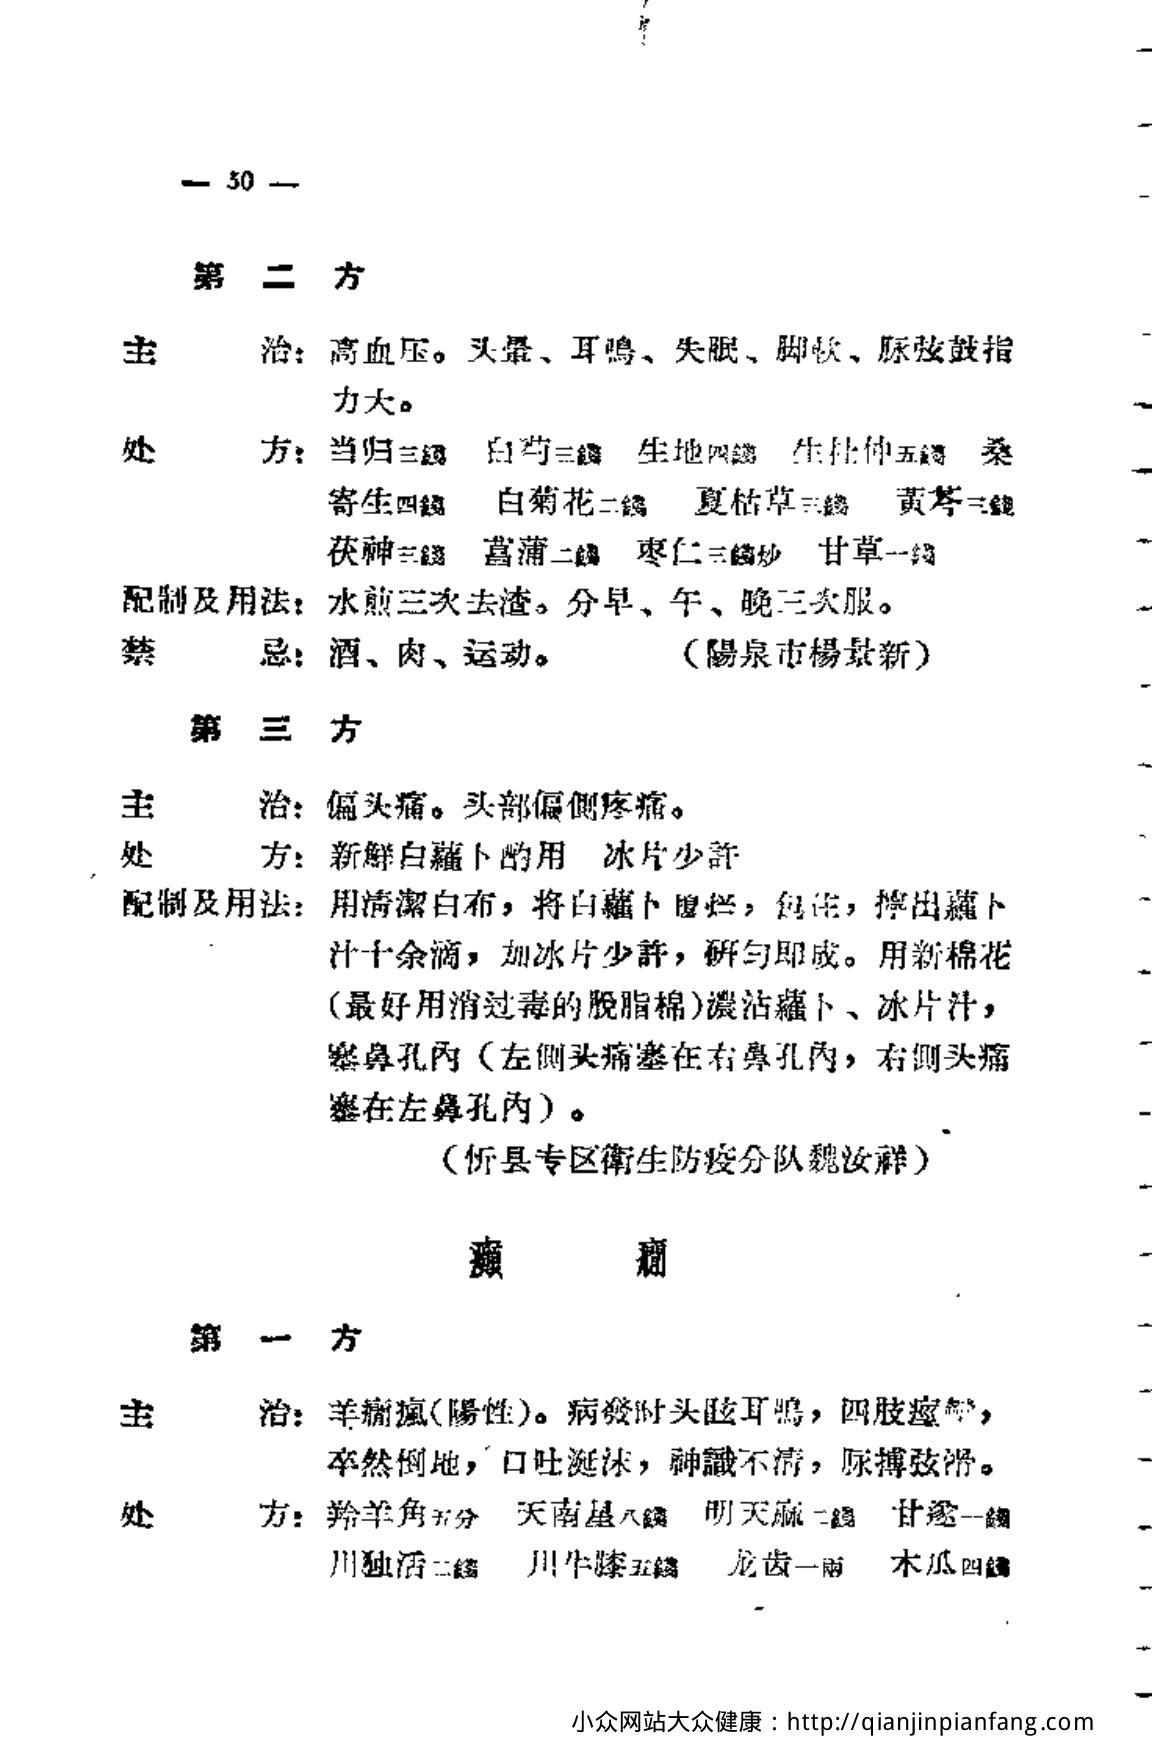 — 30 —
第二方
主治：高血压。头暈、耳鳴、失眠、脚软、脉弦鼓指
力大。
处方：当归三錢 白芍三錢 生地四錢 生杜仲五錢 桑
寄生四錢 白菊花二錢 夏枯草三錢 黃芩三錢
茯神三錢 菖蒲二錢 枣仁三錢炒 甘草一錢
配制及用法：水煎三次去渣。分早、午、晚三次服。
禁忌：酒、肉、运动。（陽泉市楊景新）
第三方
主治：偏头痛。头部偏側疼痛。
处方：新鮮白蘿卜酌用 冰片少許
配制及用法：用清潔白布，将白蘿卜 包住，擰出蘿卜
汁十余滴，加冰片少許，研匀即成。用新棉花
(最好用消过毒的脫脂棉)濃沾蘿卜、冰片汁，
塞鼻孔內（左側头痛塞在右鼻孔內，右側头痛
塞在左鼻孔內）。
（忻县专区衛生防疫分队魏汝祥）
癲癇
第一方
主治：羊癇瘋(陽性)。病發时头眩耳鳴，四肢瘛
卒然倒地，口吐涎沫，神識不清，脉搏弦滑。
处方：羚羊角五分 天南星八錢 明天麻二錢 甘遂一錢
川独活二錢 川牛膝五錢 龙齿一兩 木瓜四錢
小众网站大众健康：http://qianjinpianfang.com